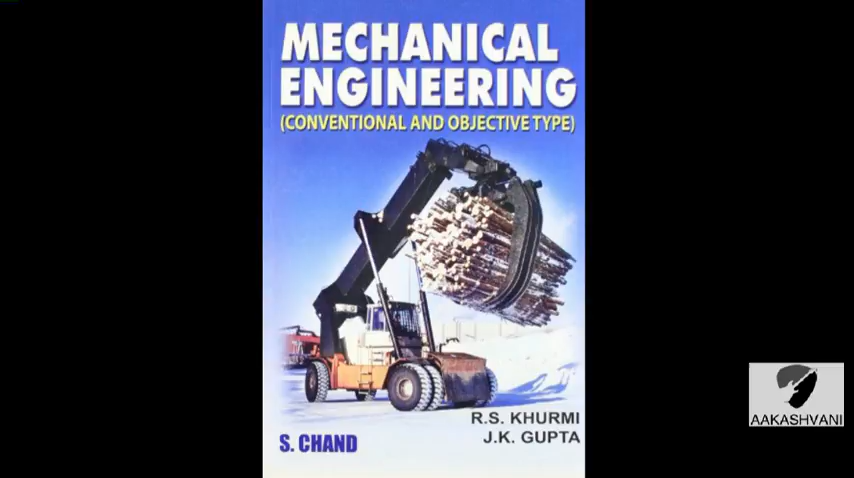 MECHANICAL
ENGINEERING
(CONVENTIONAL AND OBJECTIVE TYPE)
R.S. KHURMI
J.K. GUPTA
S. CHAND
AAKASHVANI